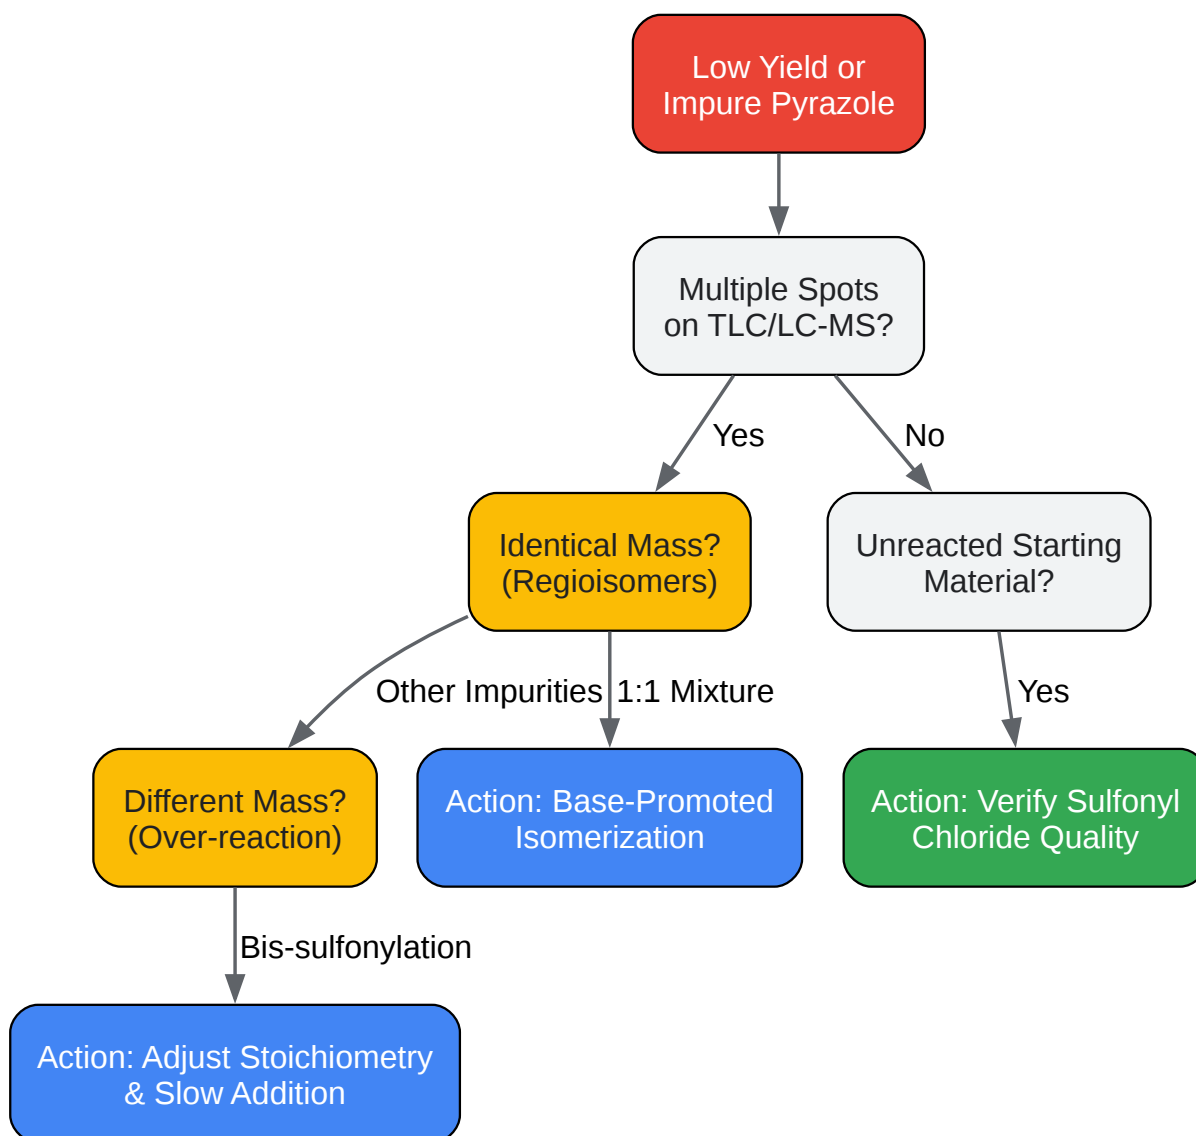 Low Yield or
Impure Pyrazole
Multiple Spots
on TLC/LC-MS?
Yes
No
Identical Mass?
(Regioisomers)
Unreacted Starting
Material?
Other Impurities
1:1 Mixture
Yes
Different Mass?
(Over-reaction)
Action: Base-Promoted
Isomerization
Action: Verify Sulfonyl
Chloride Quality
Bis-sulfonylation
Action: Adjust Stoichiometry
& Slow Addition